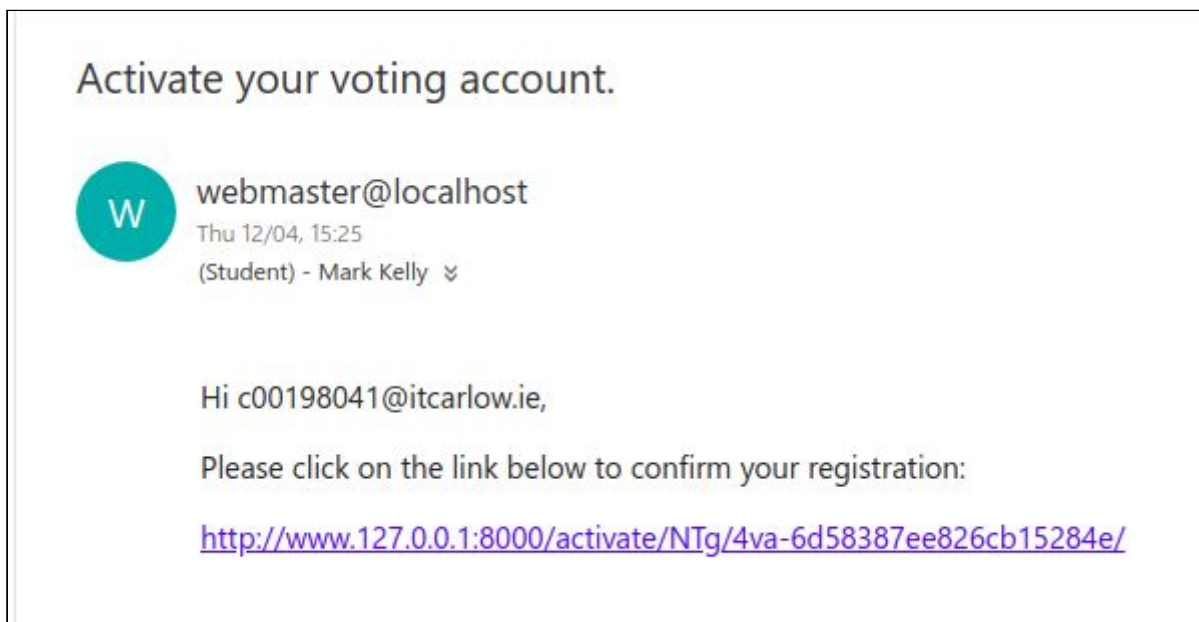 Activate your voting account.
W
webmaster@localhost
Thu 12/04, 15:25
(Student) - Mark Kelly
Hi c00198041@itcarlow.ie,
Please click on the link below to confirm your registration:
http://www.127.0.0.1:8000/activate/NTg/4va-6d58387ee826cb15284e/